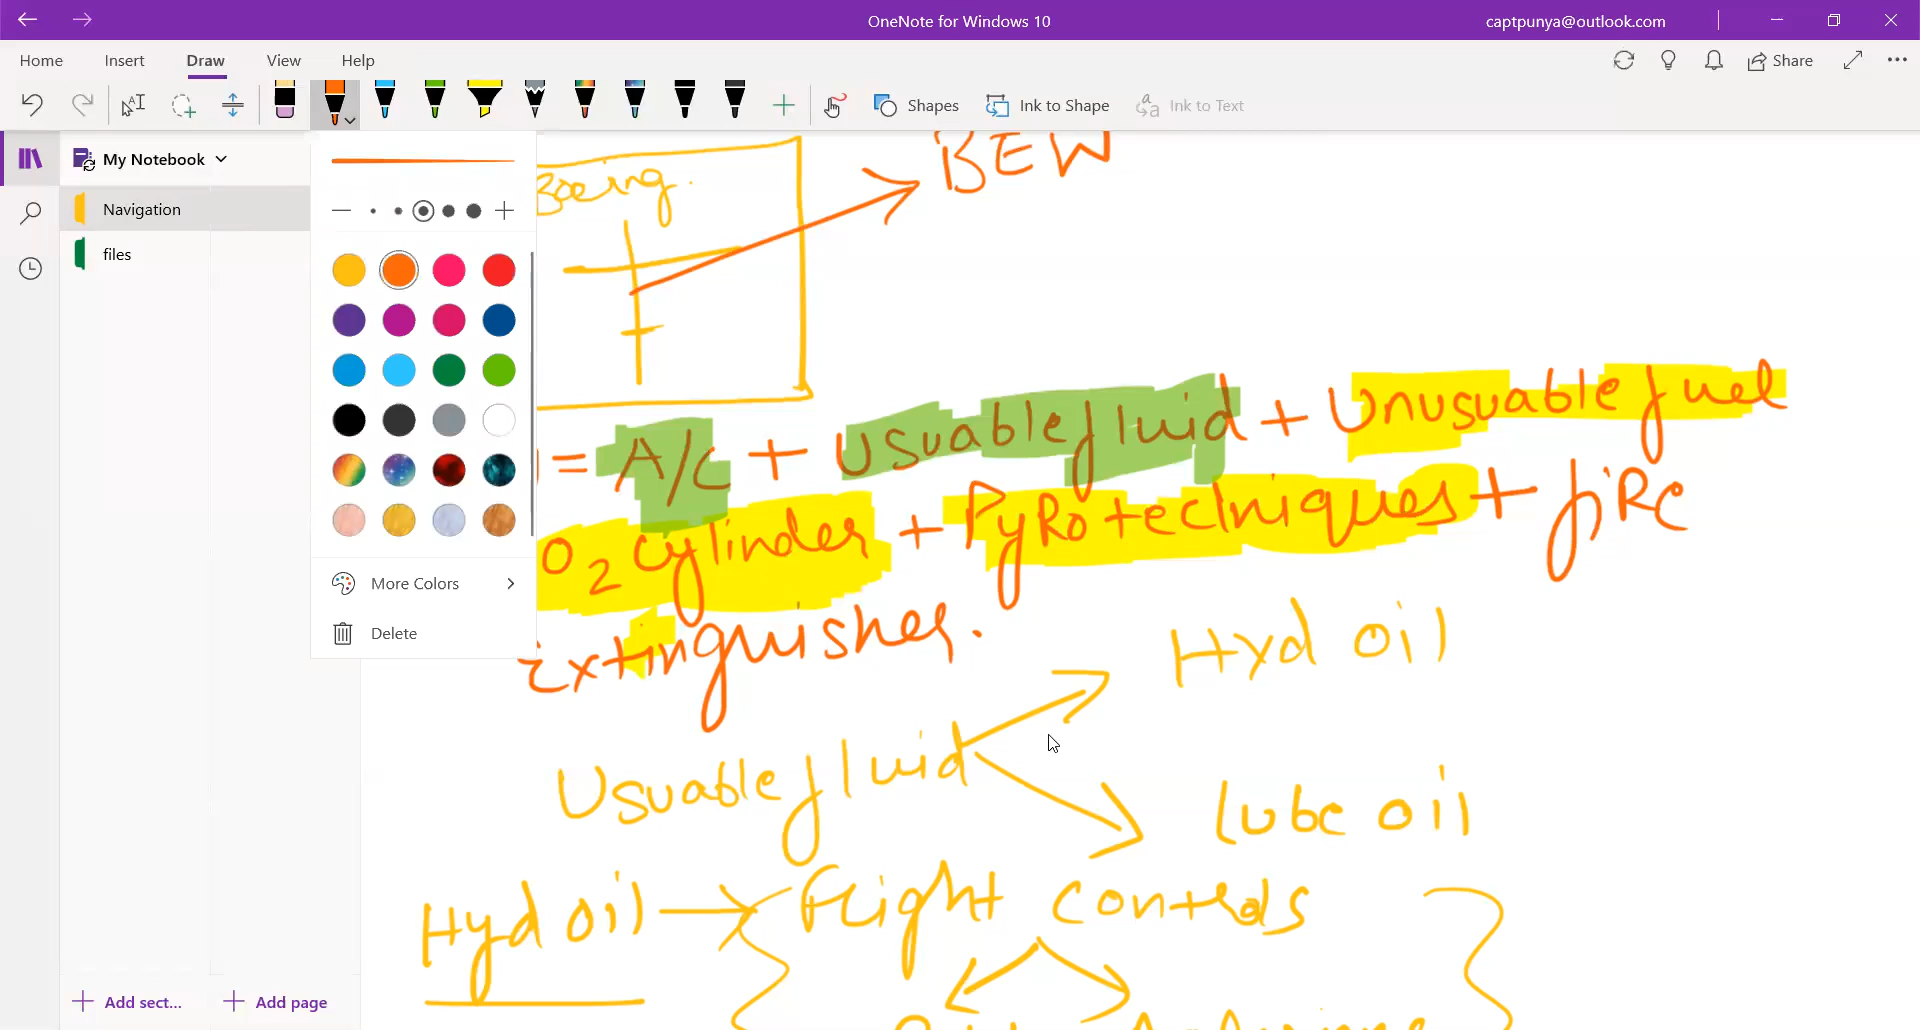 OneNote for Windows 10
captpunya@outlook.com
Home Insert Draw View Help
Share
Shapes Ink to Shape Ink to Text
My Notebook
Navigation
files
More Colors
Delete
Add sect...
Add page
Boeing.
BEW
= A/C + Usuable fluid + Unusuable fuel
O2 cylinder + PyRotecJniques + fiRe
Extinguisher.
Hyd oil
Usuable fluid
lube oil
Hyd oil → flight controls